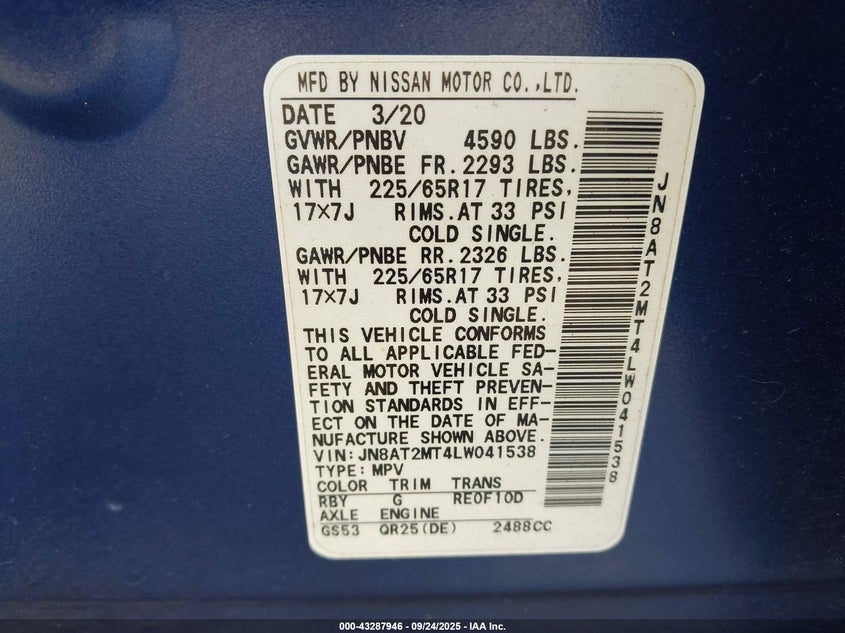 MFD BY NISSAN MOTOR CO.,LTD.
DATE 3/20
GVWR/PNBV 4590 LBS.
GAWR/PNBE FR. 2293 LBS.
WITH 225/65R17 TIRES,
17×7J RIMS.AT 33 PSI
COLD SINGLE.
GAWR/PNBE RR. 2326 LBS.
WITH 225/65R17 TIRES,
17×7J RIMS.AT 33 PSI
COLD SINGLE.
THIS VEHICLE CONFORMS
TO ALL APPLICABLE FED-
ERAL MOTOR VEHICLE SA-
FETY AND THEFT PREVEN-
TION STANDARDS IN EFF-
ECT ON THE DATE OF MA-
NUFACTURE SHOWN ABOVE.
VIN:JN8AT2MT4LW041538
TYPE:MPV
COLOR TRIM TRANS
RBY G RE0F10D
AXLE ENGINE
GS53 QR25(DE) 2488CC
JN8AT2MT4LW041538
000-43287946 - 09/24/2025 - IAA Inc.